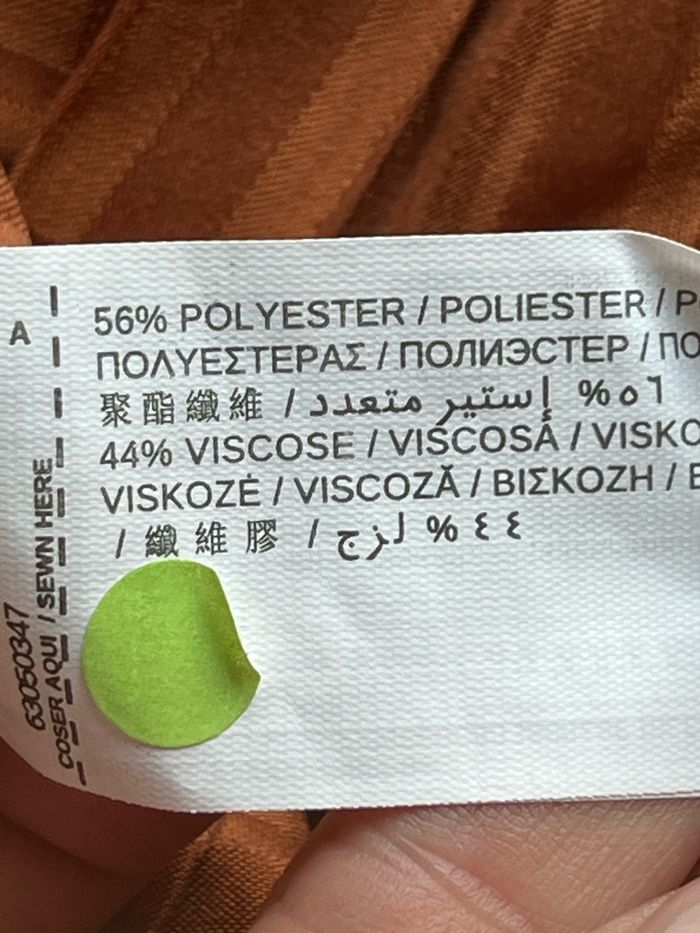 56% POLYESTER / POLIESTER / P
ΠΟΛΥΕΣΤΕΡΑΣ / ПОЛИЭСТЕР / ПО
聚酯纖維 / إستير متعدد %٥٦
44% VISCOSE / VISCOSA / VISKO
VISKOZĖ / VISCOZĂ / ΒΙΣΚΟΖΗ / В
/ 纖維膠 / لزج %٤٤
A
63050347
COSER AQUI / SEWN HERE